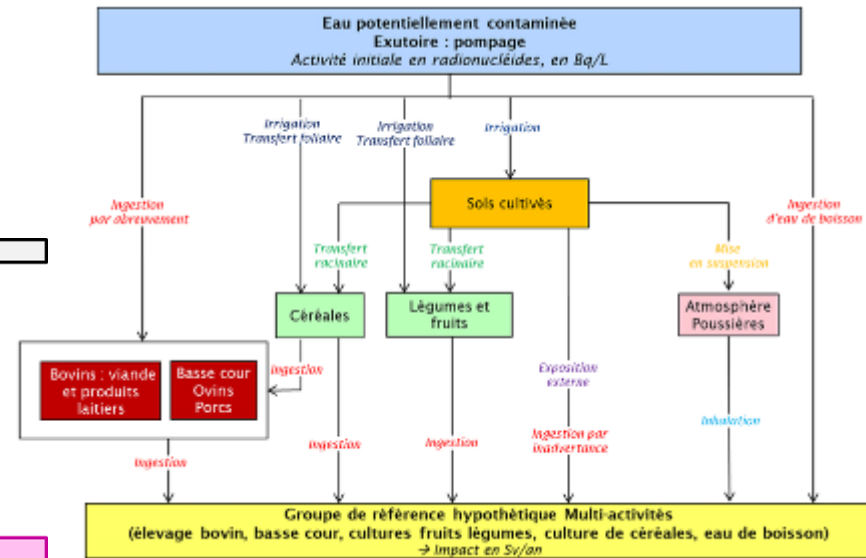 Eau potentiellement contaminée
Exutoire : pompage
Activité initiale en radionucléides, en Bq/L
Irrigation
Transfert foliaire
Irrigation
Transfert foliaire
Irrigation
Ingestion
par abreuvement
Sols cultivés
Ingestion
d'eau de boisson
Transfert
racinaire
Transfert
racinaire
Mise
en suspension
Céréales
Légumes et
fruits
Atmosphère
Poussières
Bovins : viande
et produits
laitiers
Basse cour
Ovins
Porcs
Ingestion
Exposition
externe
Ingestion
Ingestion
Ingestion
Ingestion par
inadvertance
Inhalation
Groupe de référence hypothétique Multi-activités
(élevage bovin, basse cour, cultures fruits légumes, culture de céréales, eau de boisson)
→ Impact en Sv/an